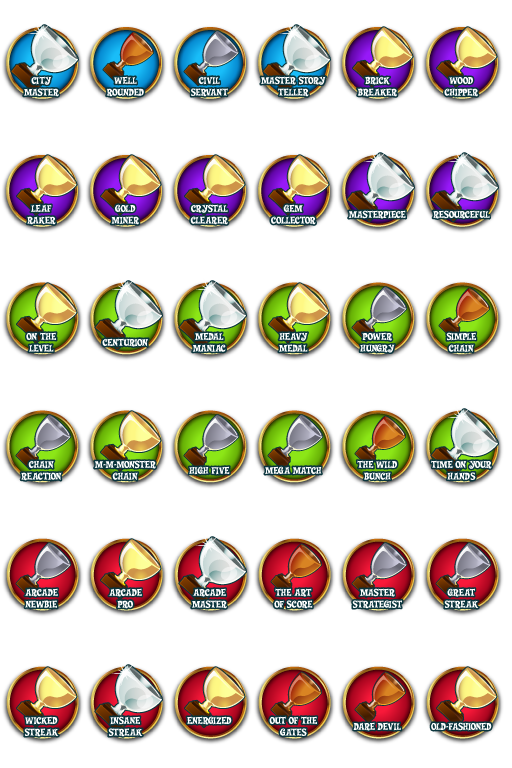 CITY
MASTER
WELL
ROUNDED
CIVIL
SERVANT
MASTER STORY
TELLER
BRICK
BREAKER
WOOD
CHIPPER
LEAF
RAKER
GOLD
MINER
CRYSTAL
CLEARER
GEM
COLLECTOR
MASTERPIECE
RESOURCEFUL
ON THE
LEVEL
CENTURION
MEDAL
MANIAC
HEAVY
MEDAL
POWER
HUNGRY
SIMPLE
CHAIN
CHAIN
REACTION
M-M-MONSTER
CHAIN
HIGH FIVE
MEGA MATCH
THE WILD
BUNCH
TIME ON YOUR
HANDS
ARCADE
NEWBIE
ARCADE
PRO
ARCADE
MASTER
THE ART
OF SCORE
MASTER
STRATEGIST
GREAT
STREAK
WICKED
STREAK
INSANE
STREAK
ENERGIZED
OUT OF THE
GATES
DARE DEVIL
OLD-FASHIONED